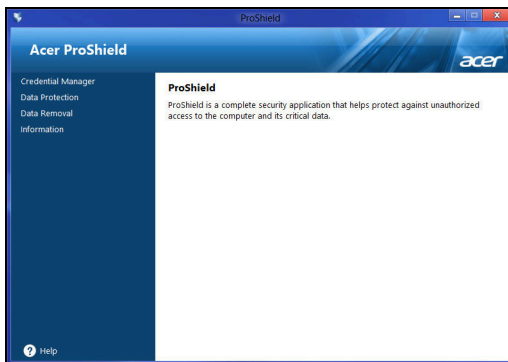 ProShield
Acer ProShield
acer
Credential Manager
Data Protection
Data Removal
Information
ProShield
ProShield is a complete security application that helps protect against unauthorized
access to the computer and its critical data.
? Help